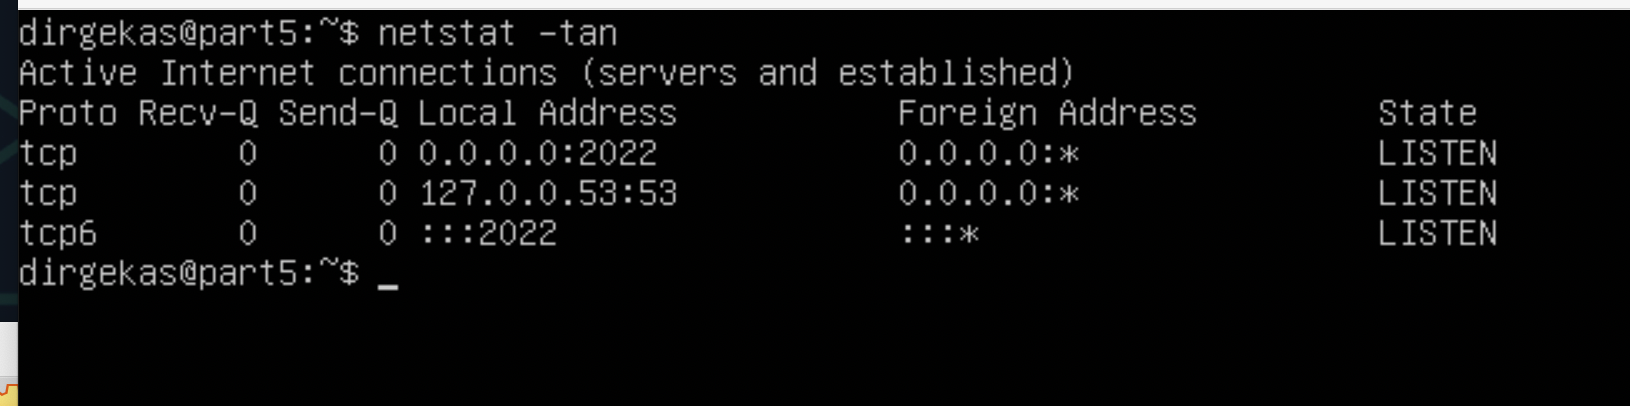 dirgekas@part5:~$ netstat -tan
Active Internet connections (servers and established)
Proto Recv-Q Send-Q Local Address           Foreign Address         State
tcp        0      0 0.0.0.0:2022            0.0.0.0:*               LISTEN
tcp        0      0 127.0.0.53:53           0.0.0.0:*               LISTEN
tcp6       0      0 :::2022                 :::*                    LISTEN
dirgekas@part5:~$ _